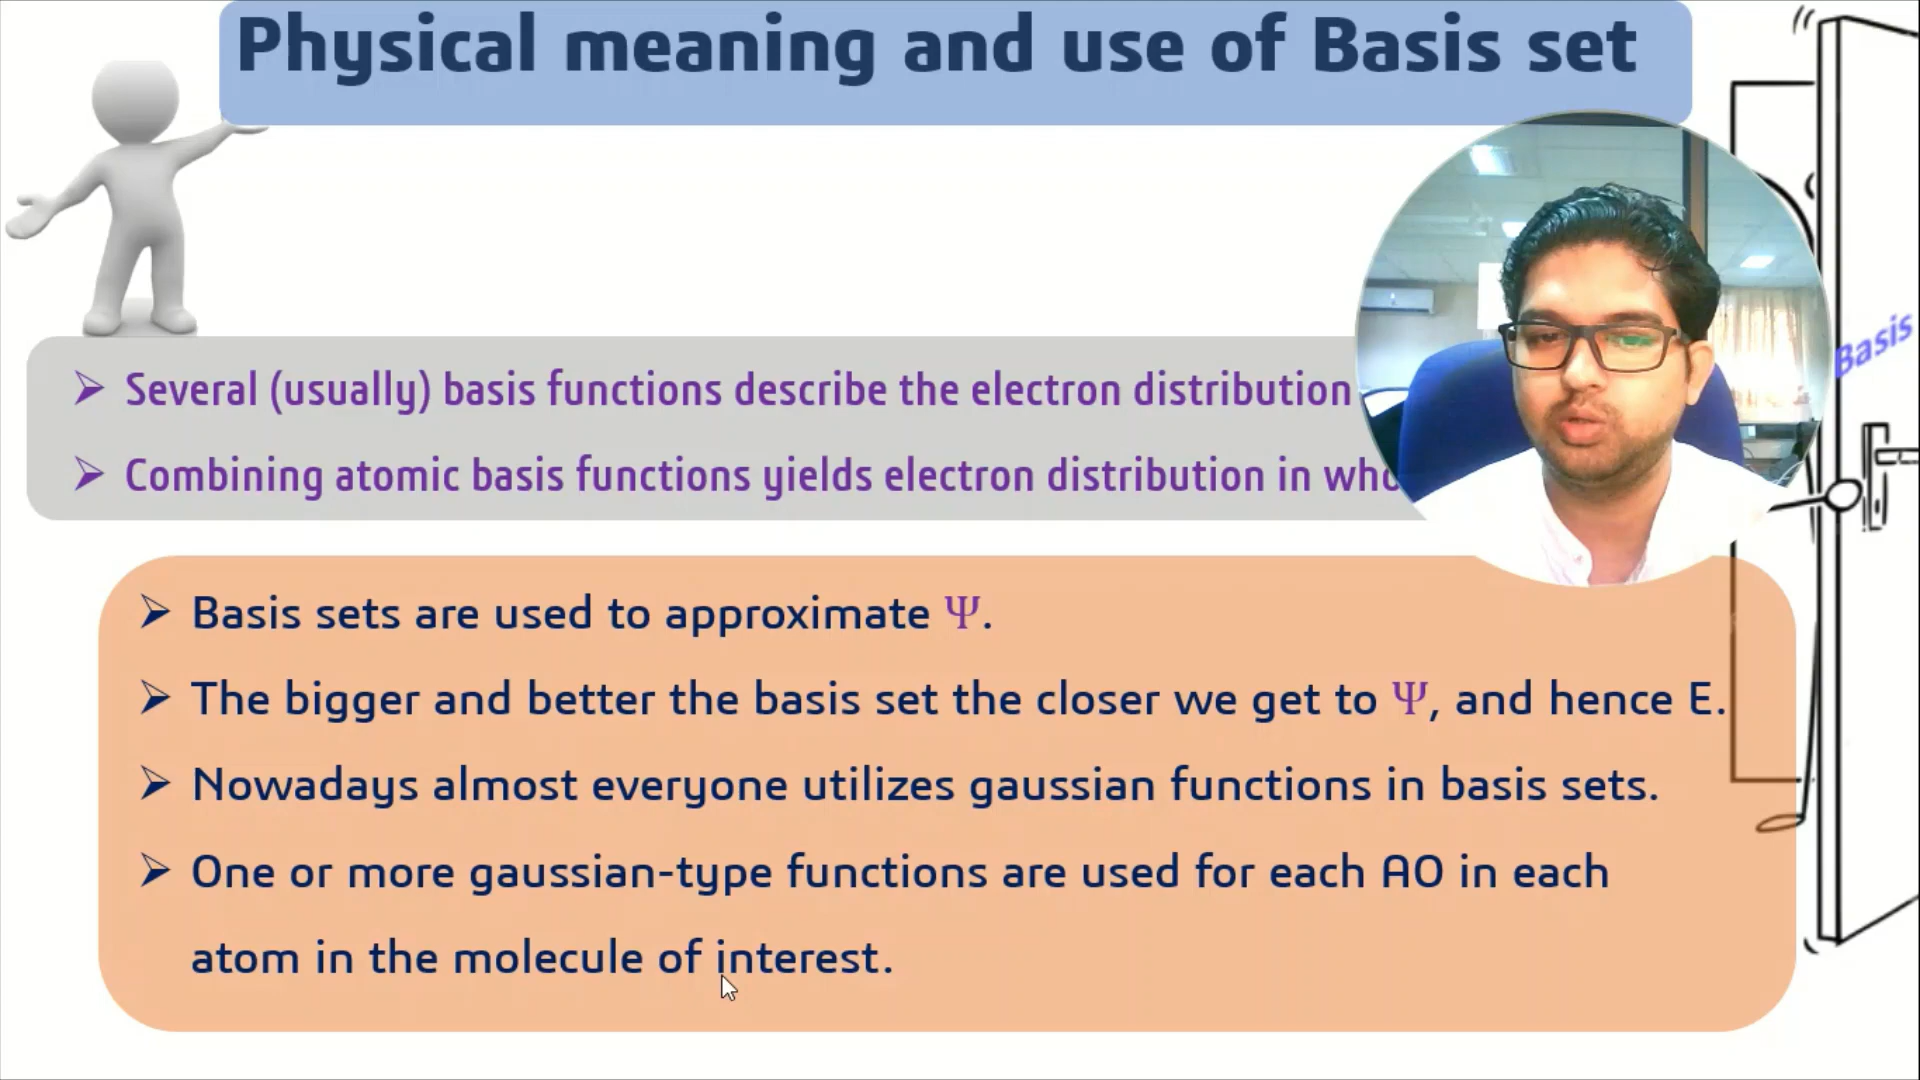 Physical meaning and use of Basis set
Basis
➢ Several (usually) basis functions describe the electron distribution
➢ Combining atomic basis functions yields electron distribution in
➢ Basis sets are used to approximate Ψ.
➢ The bigger and better the basis set the closer we get to Ψ, and hence E.
➢ Nowadays almost everyone utilizes gaussian functions in basis sets.
➢ One or more gaussian-type functions are used for each AO in each
atom in the molecule of interest.